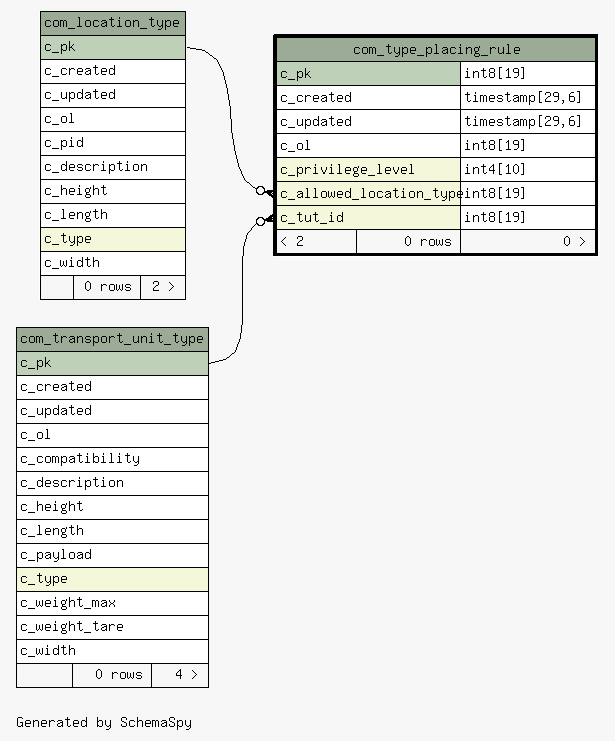 com_location_type
c_pk
c_created
c_updated
c_ol
c_pid
c_description
c_height
c_length
c_type
c_width
0 rows 2 >
com_type_placing_rule
c_pk int8[19]
c_created timestamp[29,6]
c_updated timestamp[29,6]
c_ol int8[19]
c_privilege_level int4[10]
c_allowed_location_type int8[19]
c_tut_id int8[19]
< 2 0 rows 0 >
com_transport_unit_type
c_pk
c_created
c_updated
c_ol
c_compatibility
c_description
c_height
c_length
c_payload
c_type
c_weight_max
c_weight_tare
c_width
0 rows 4 >
Generated by SchemaSpy